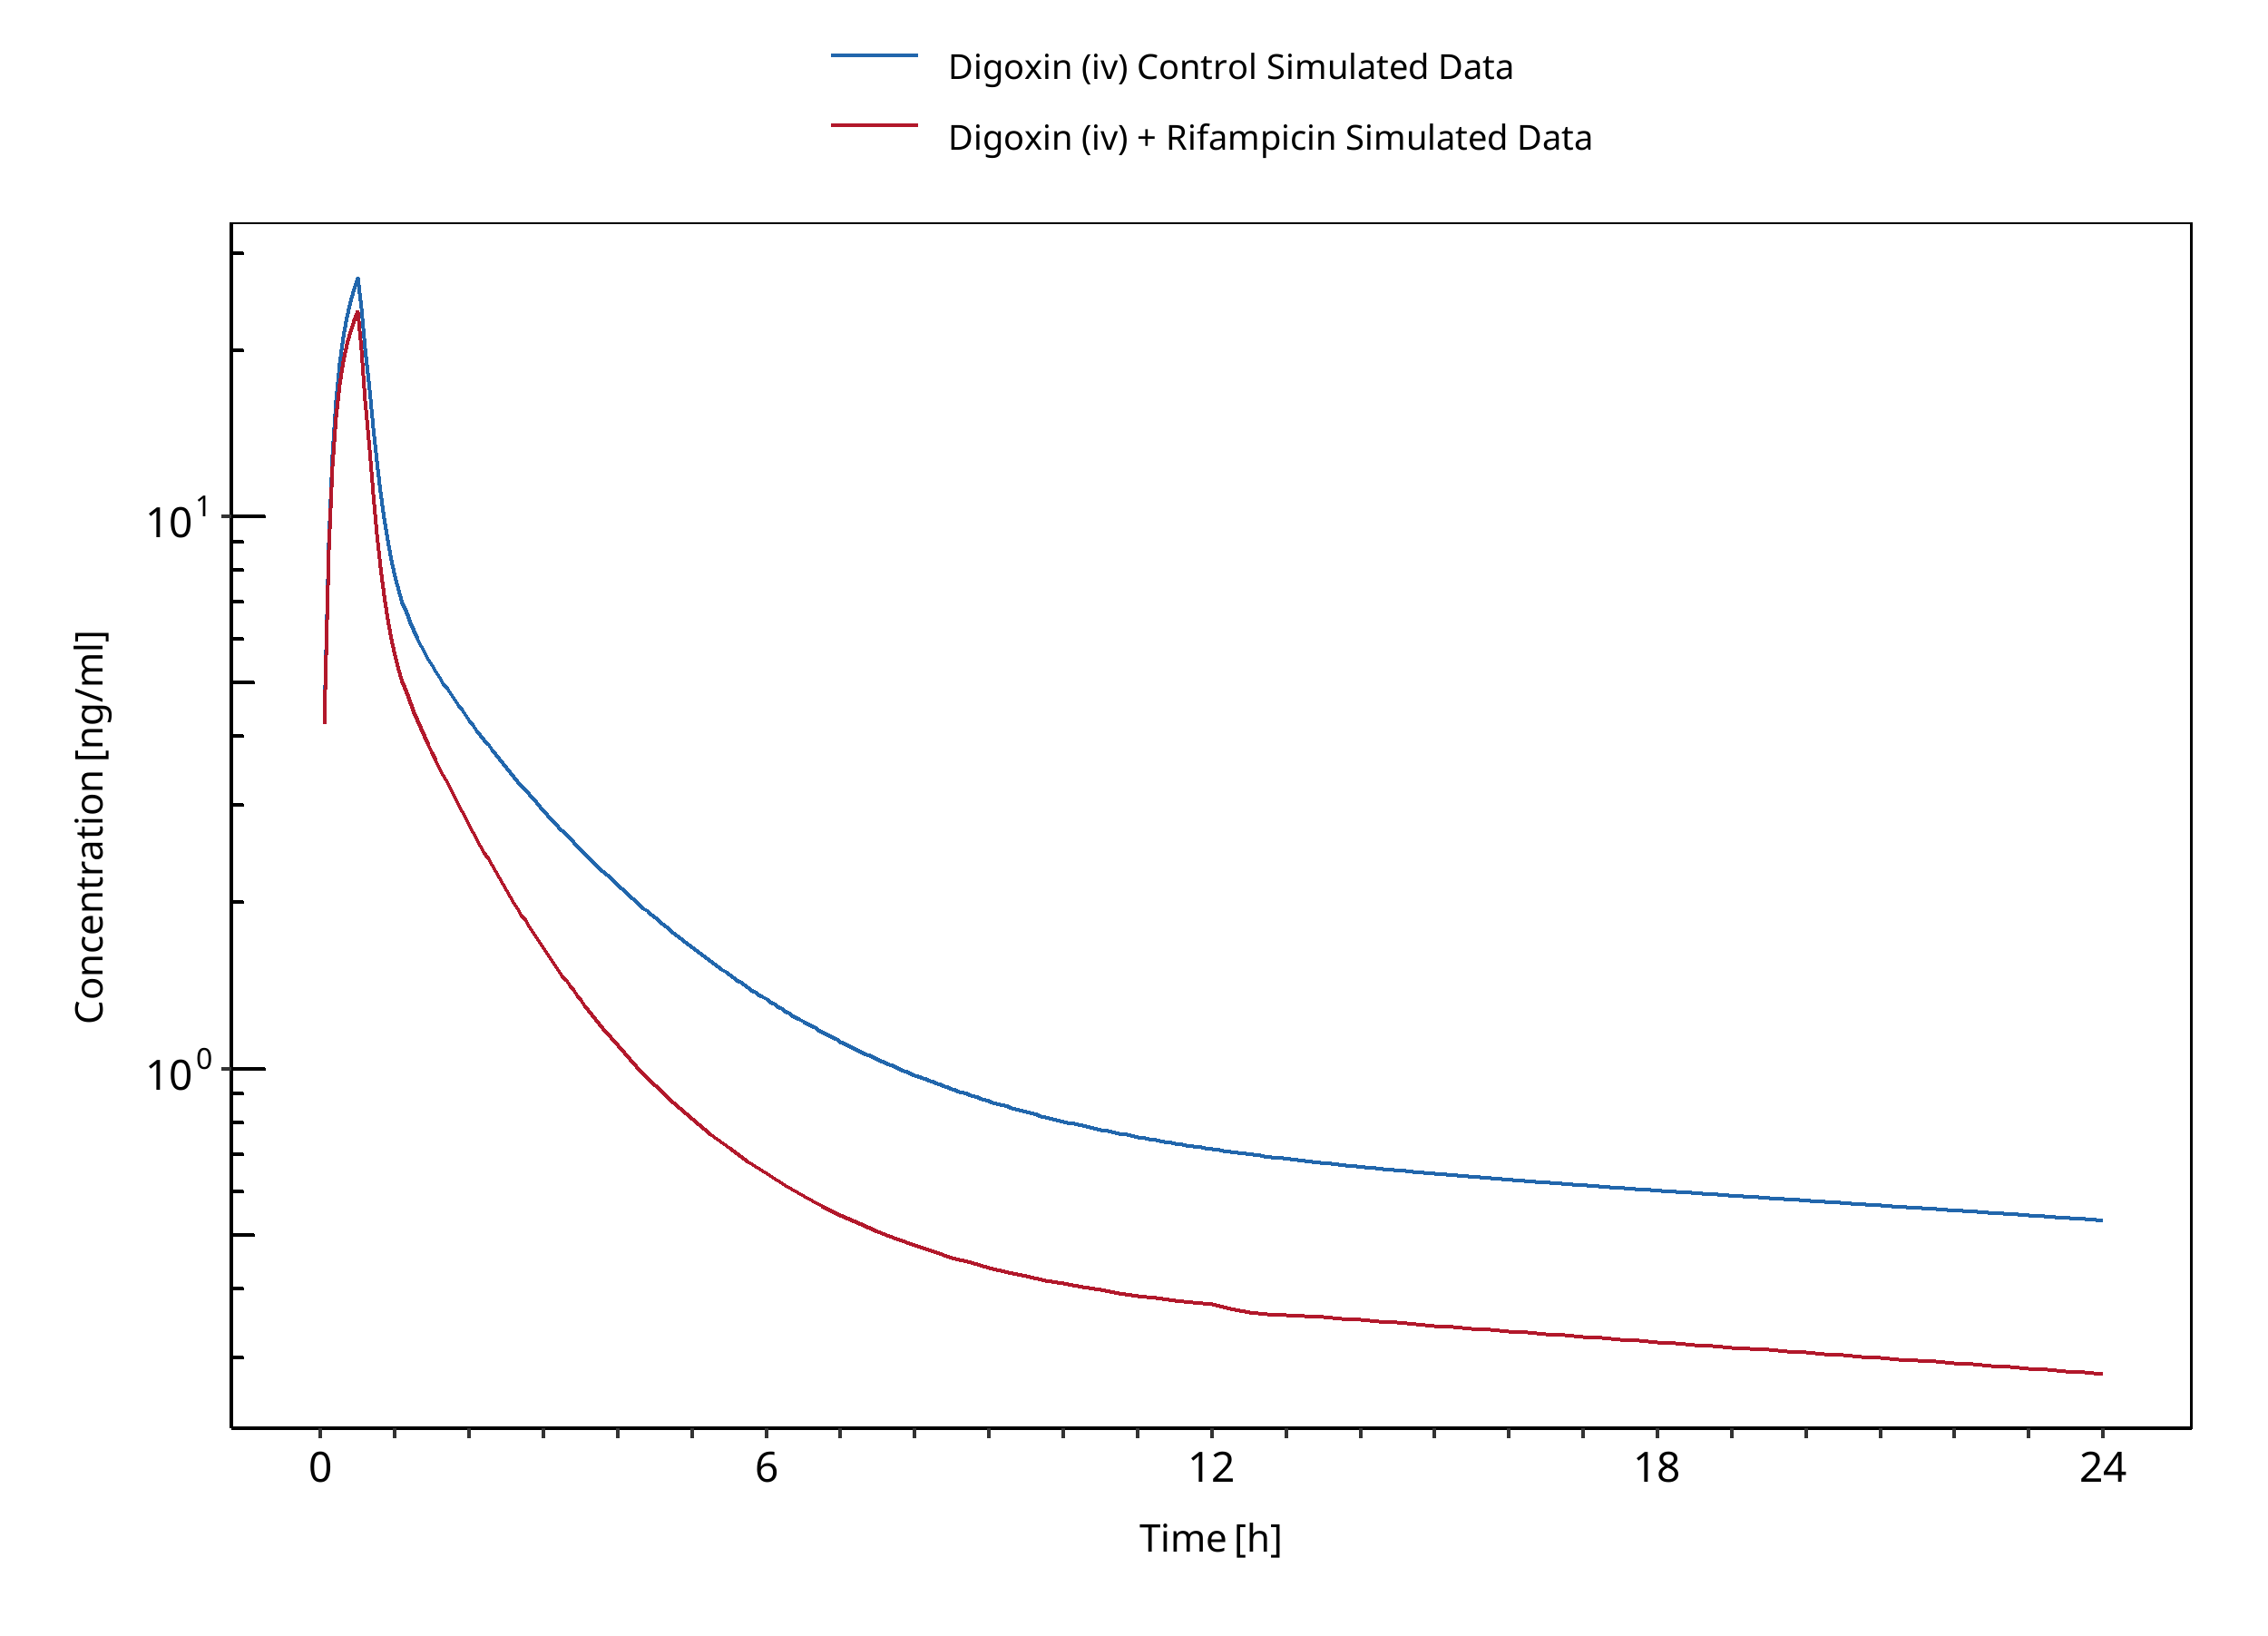 Digoxin (iv) Control Simulated Data
Digoxin (iv) + Rifampicin Simulated Data
10¹
10⁰
Concentration [ng/ml]
0 6 12 18 24
Time [h]